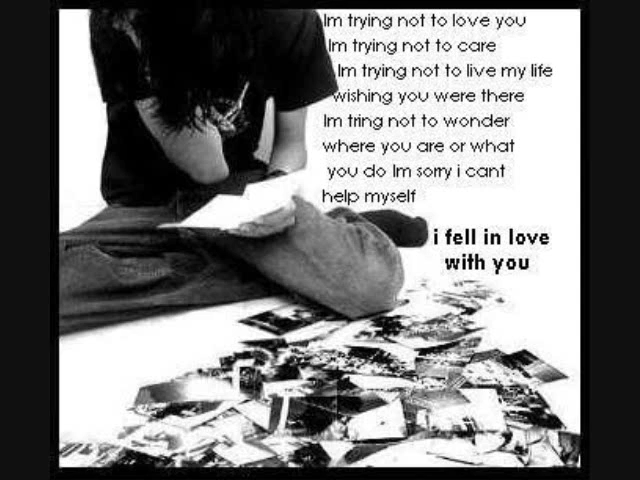 Im trying not to love you
Im trying not to care
Im trying not to live my life
wishing you were there
Im tring not to wonder
where you are or what
you do Im sorry i cant
help myself
i fell in love
with you